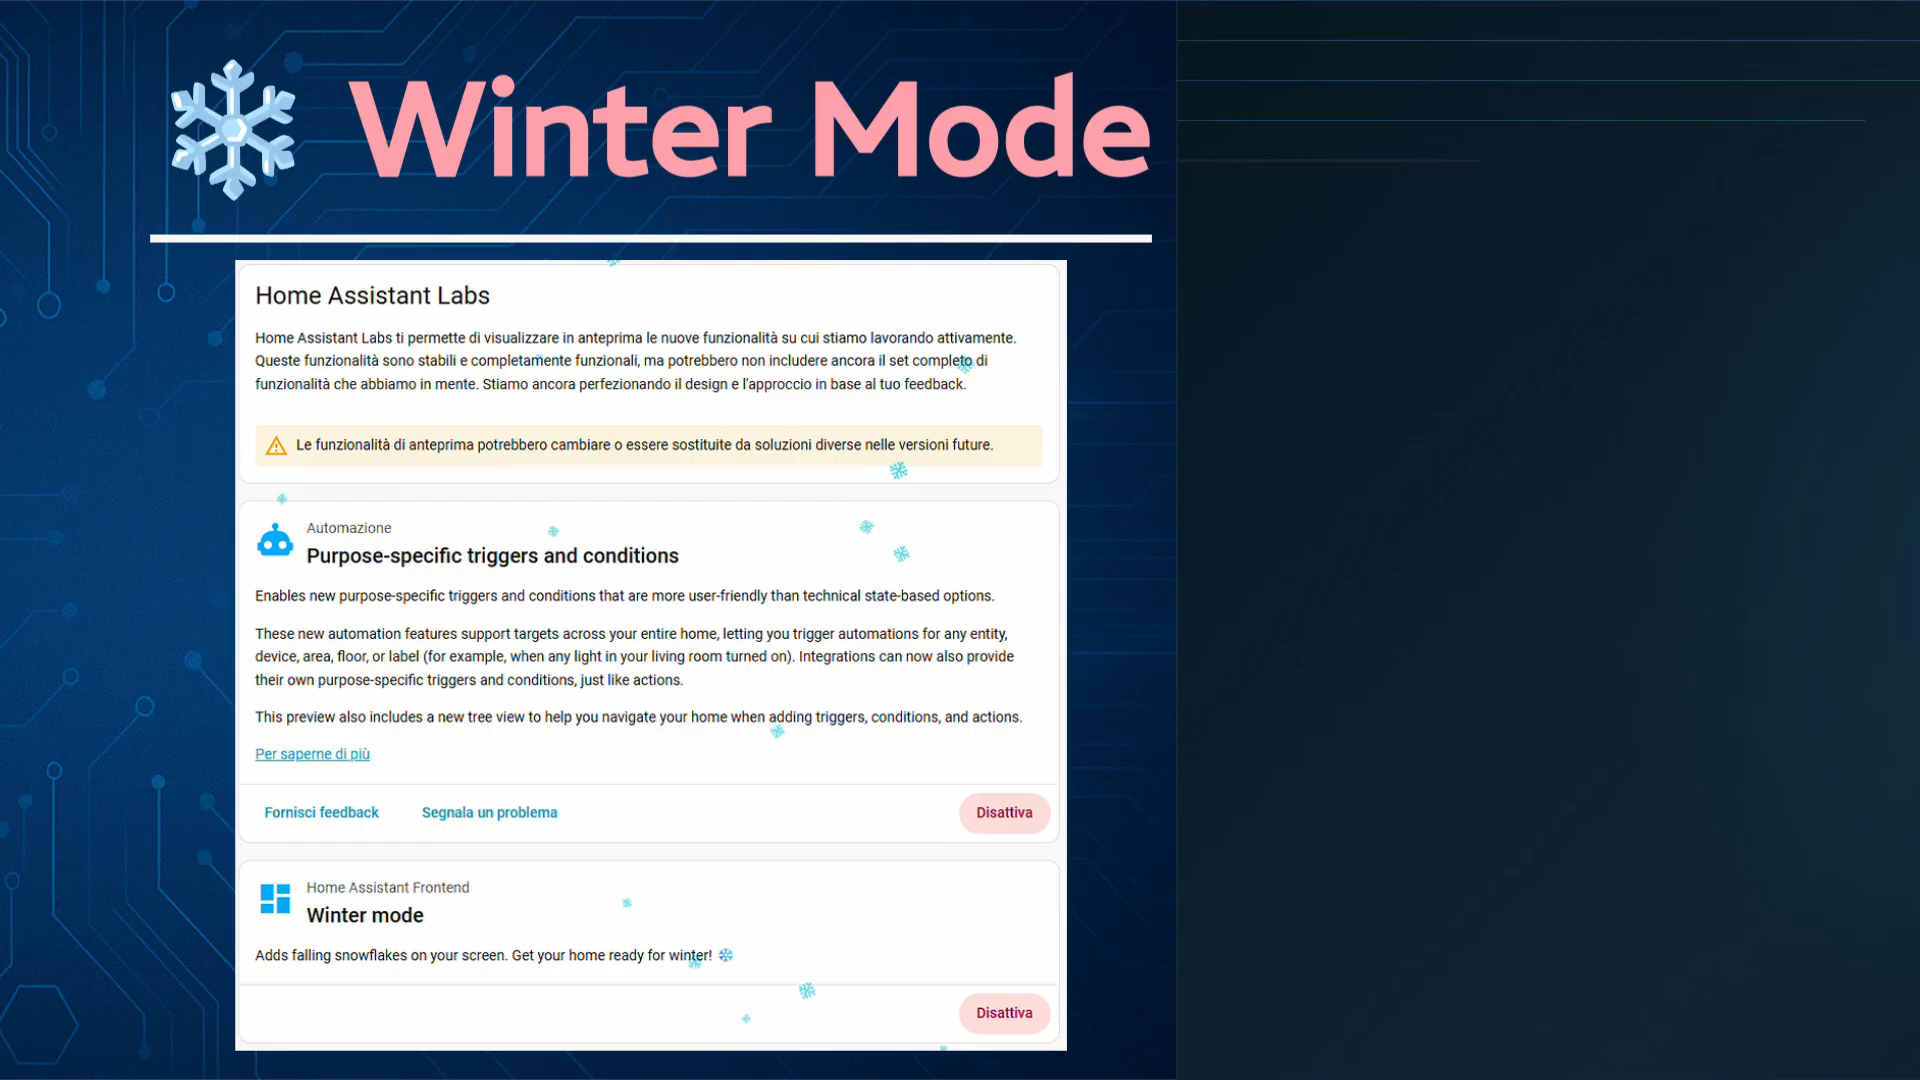 Winter Mode
Home Assistant Labs
Home Assistant Labs ti permette di visualizzare in anteprima le nuove funzionalità su cui stiamo lavorando attivamente.
Queste funzionalità sono stabili e completamente funzionali, ma potrebbero non includere ancora il set completo di
funzionalità che abbiamo in mente. Stiamo ancora perfezionando il design e l'approccio in base al tuo feedback.
Le funzionalità di anteprima potrebbero cambiare o essere sostituite da soluzioni diverse nelle versioni future.
Automazione
Purpose-specific triggers and conditions
Enables new purpose-specific triggers and conditions that are more user-friendly than technical state-based options.
These new automation features support targets across your entire home, letting you trigger automations for any entity,
device, area, floor, or label (for example, when any light in your living room turned on). Integrations can now also provide
their own purpose-specific triggers and conditions, just like actions.
This preview also includes a new tree view to help you navigate your home when adding triggers, conditions, and actions.
Per saperne di più
Fornisci feedback Segnala un problema Disattiva
Home Assistant Frontend
Winter mode
Adds falling snowflakes on your screen. Get your home ready for winter! ❄️
Disattiva